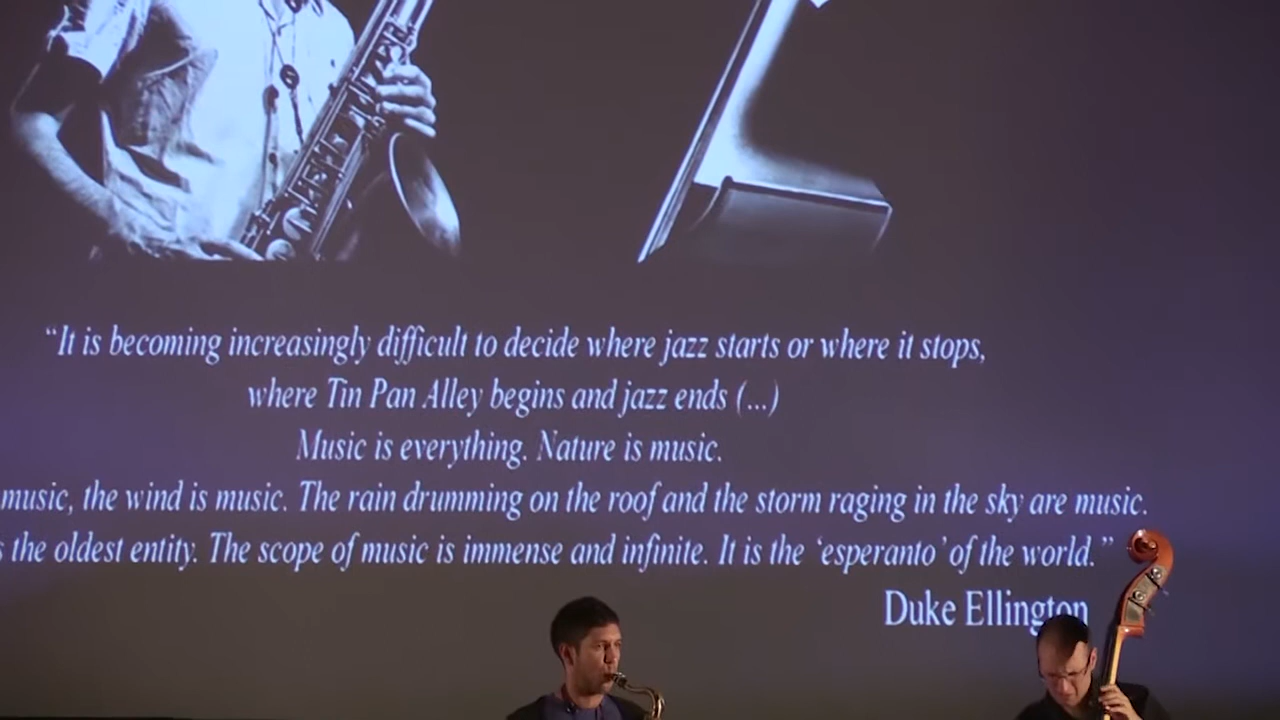 “It is becoming increasingly difficult to decide where jazz starts or where it stops,
where Tin Pan Alley begins and jazz ends (...)
Music is everything. Nature is music.
music, the wind is music. The rain drumming on the roof and the storm raging in the sky are music.
the oldest entity. The scope of music is immense and infinite. It is the ‘esperanto’ of the world.”
Duke Ellington